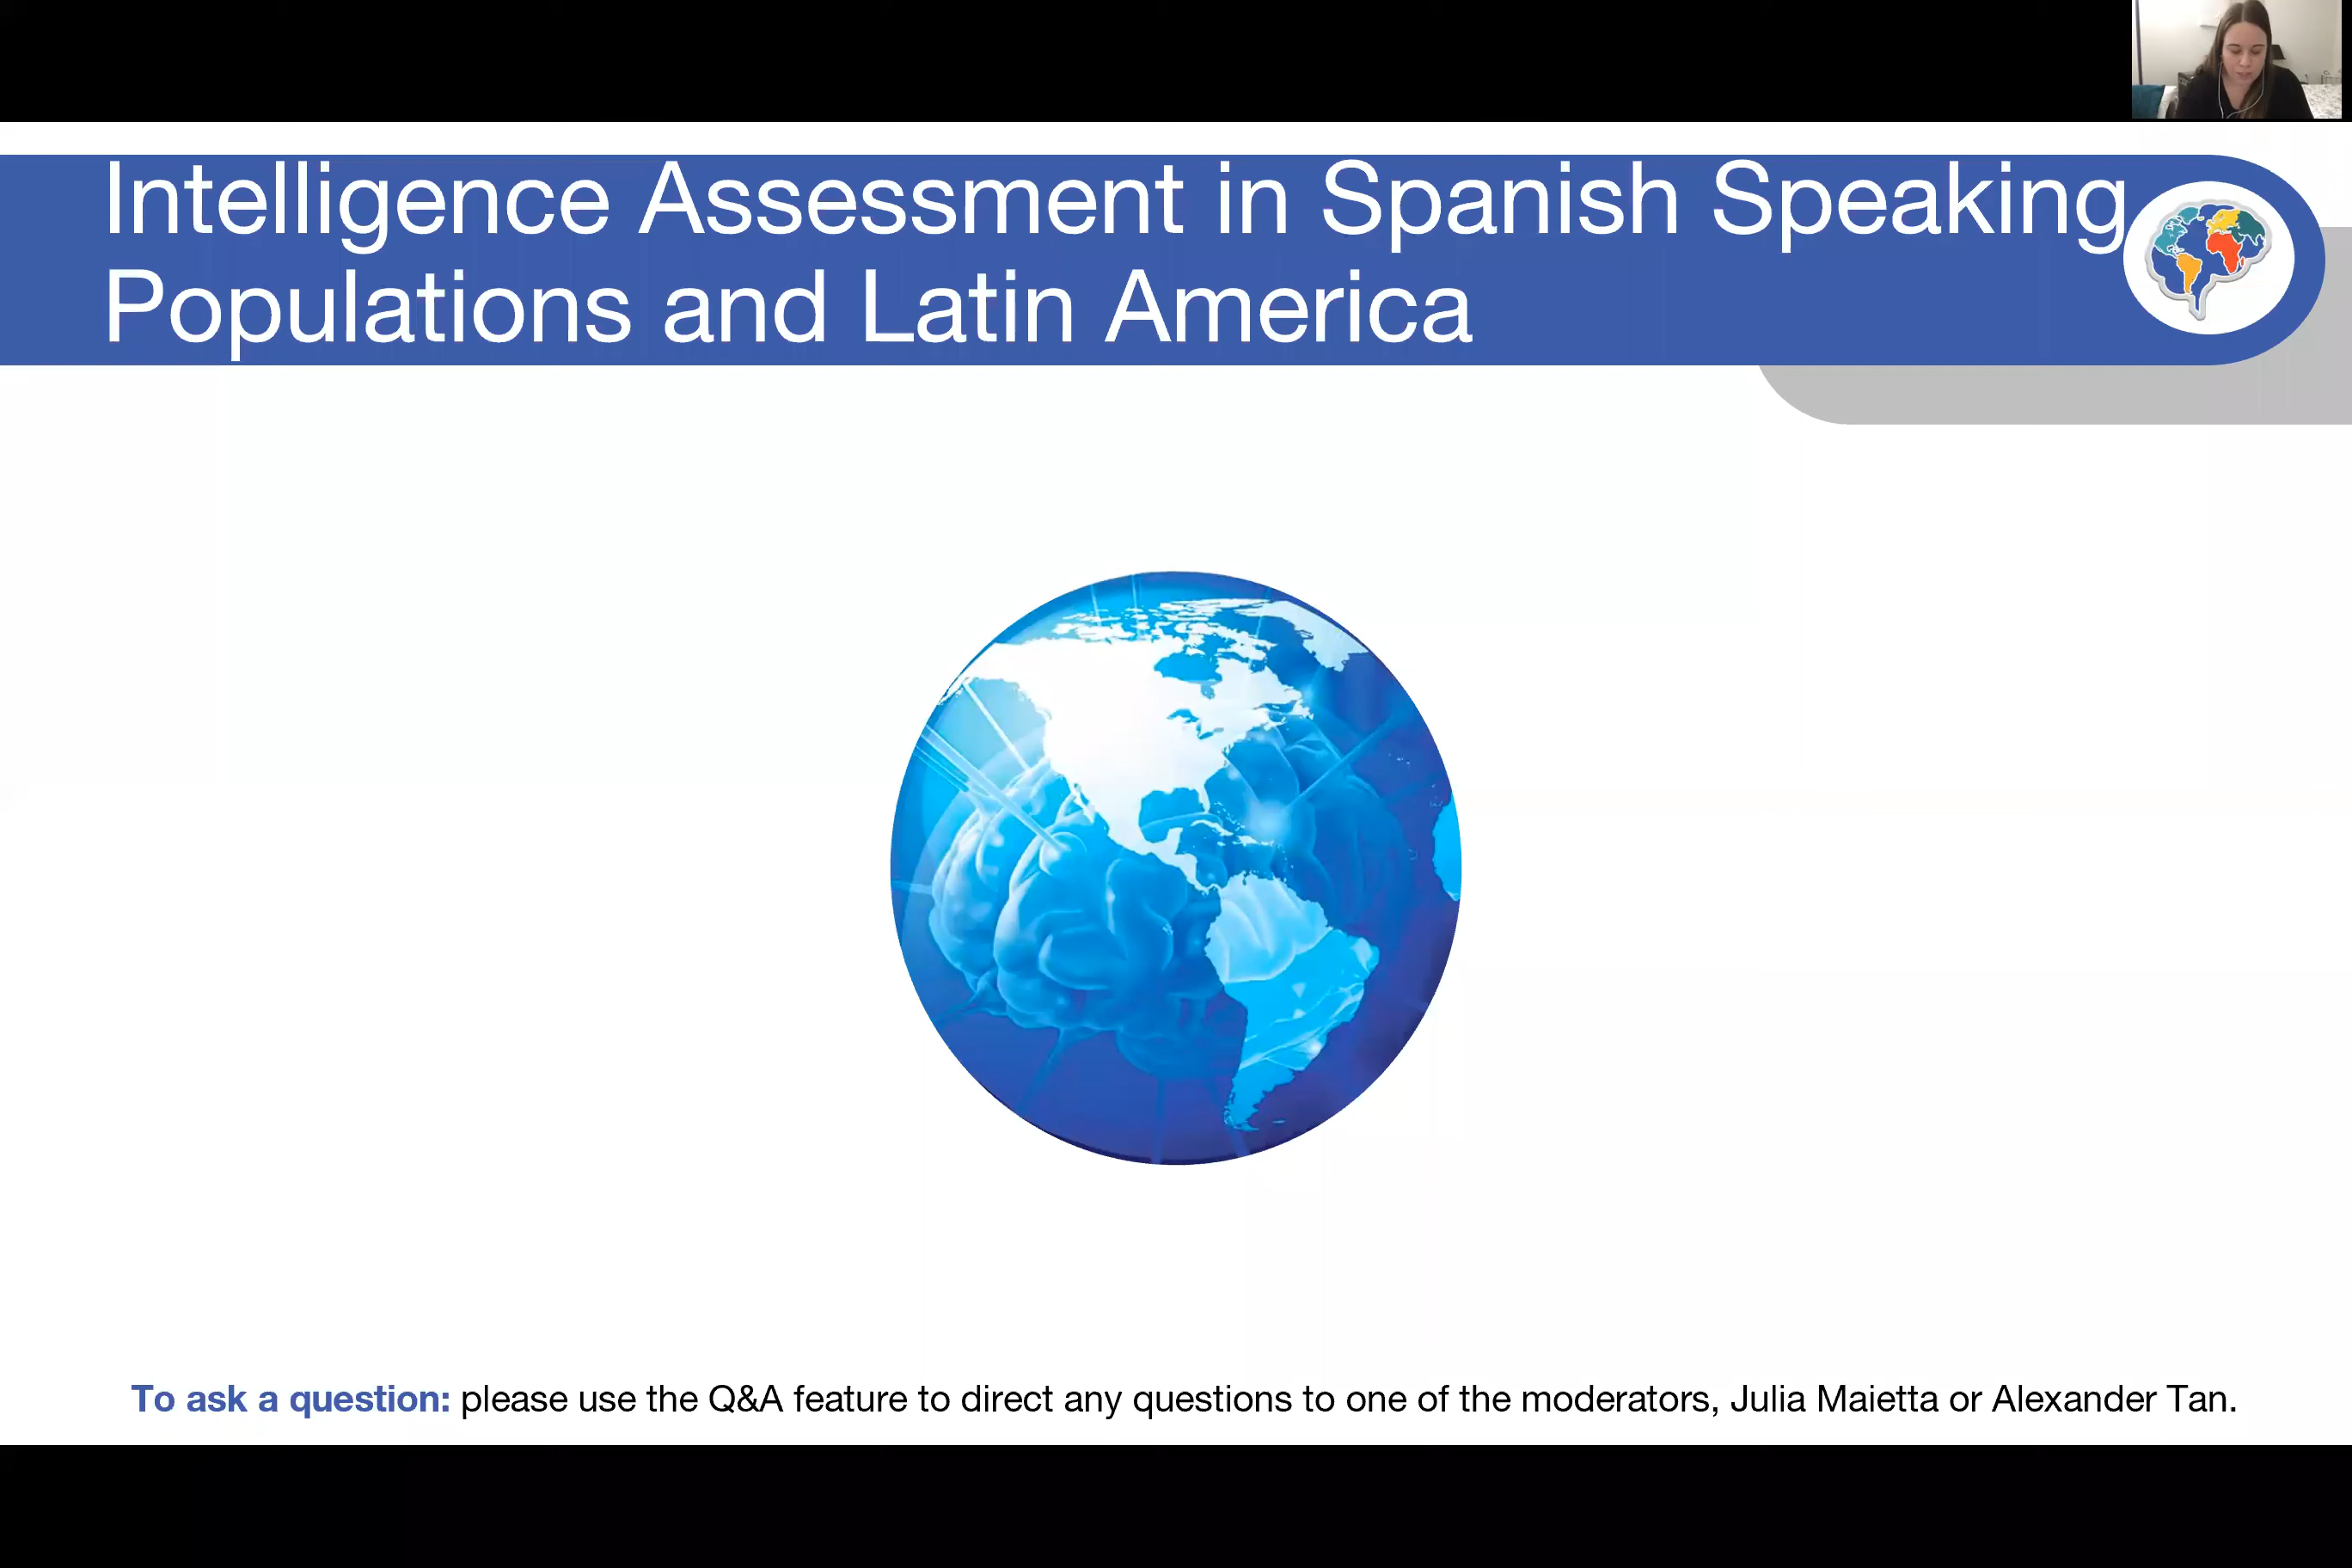 Intelligence Assessment in Spanish Speaking
Populations and Latin America
To ask a question: please use the Q&A feature to direct any questions to one of the moderators, Julia Maietta or Alexander Tan.